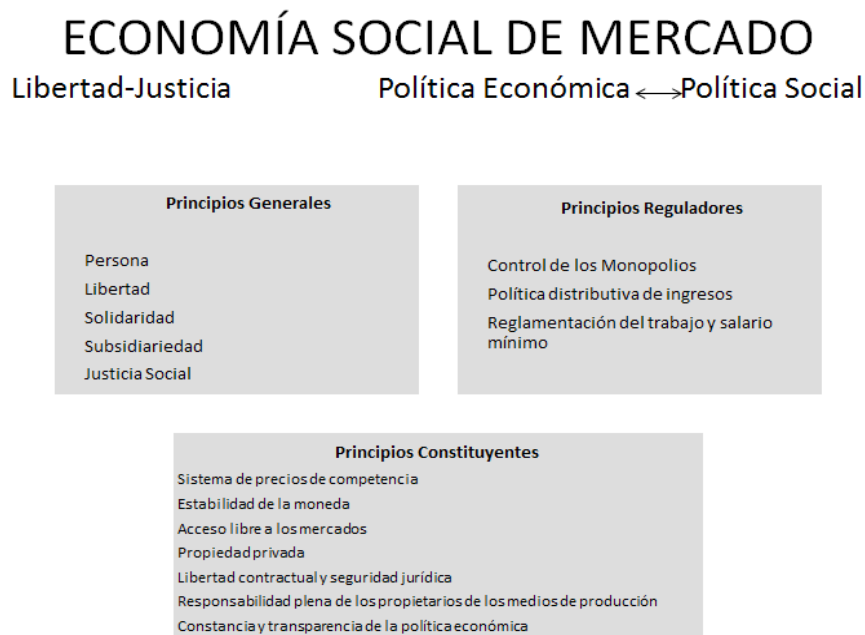 ECONOMÍA SOCIAL DE MERCADO
Libertad-Justicia
Política Económica ↔ Política Social
Principios Generales
Persona
Libertad
Solidaridad
Subsidiariedad
Justicia Social
Principios Reguladores
Control de los Monopolios
Política distributiva de ingresos
Reglamentación del trabajo y salario
mínimo
Principios Constituyentes
Sistema de precios de competencia
Estabilidad de la moneda
Acceso libre a los mercados
Propiedad privada
Libertad contractual y seguridad jurídica
Responsabilidad plena de los propietarios de los medios de producción
Constancia y transparencia de la política económica